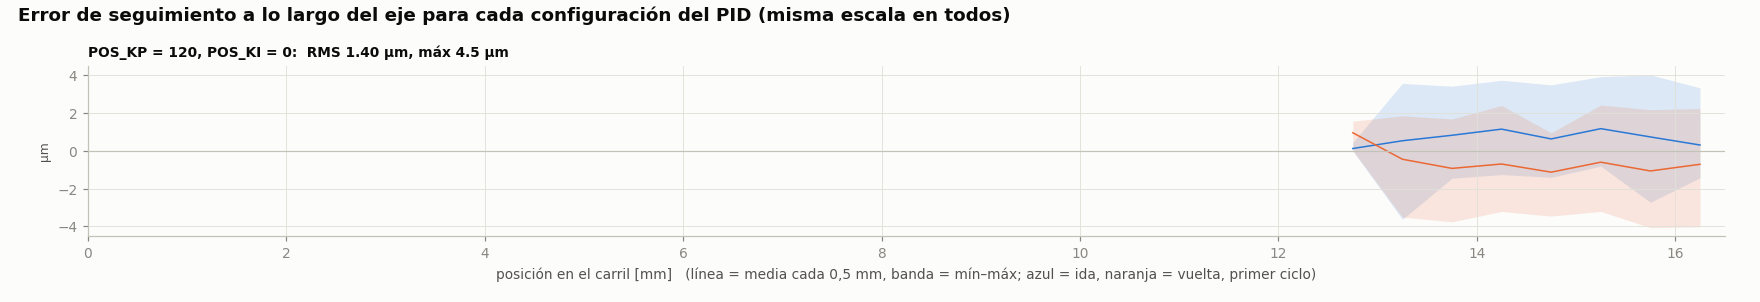 Error de seguimiento a lo largo del eje para cada configuración del PID (misma escala en todos)
POS_KP = 120, POS_KI = 0:  RMS 1.40 µm, máx 4.5 µm
4
2
0
−2
−4
µm
0 2 4 6 8 10 12 14 16
posición en el carril [mm]   (línea = media cada 0,5 mm, banda = mín–máx; azul = ida, naranja = vuelta, primer ciclo)